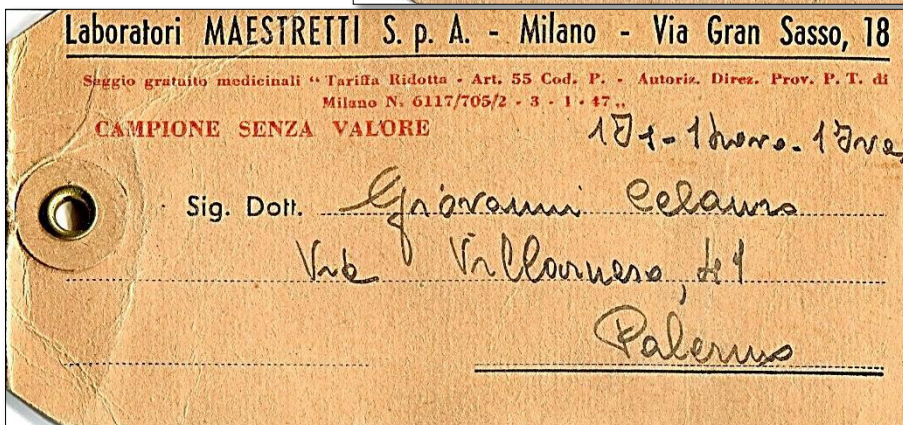 Laboratori MAESTRETTI S. p. A. - Milano - Via Gran Sasso, 18
Saggio gratuito medicinali “ Tariffa Ridotta - Art. 55 Cod. P. - Autoriz. Direz. Prov. P. T. di
Milano N. 6117/705/2 - 3 - 1 - 47 „
CAMPIONE SENZA VALORE
Sig. Dott. Giovanni Celauro
Via
Palermo